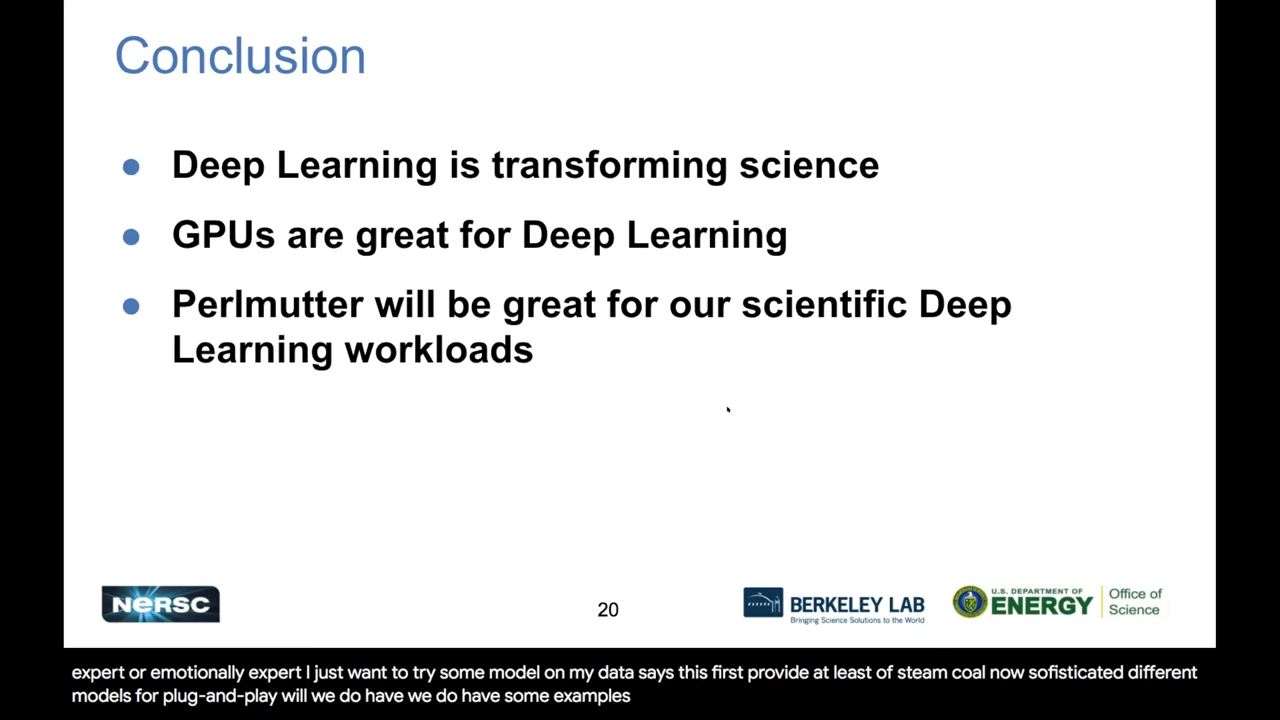 Conclusion
● Deep Learning is transforming science
● GPUs are great for Deep Learning
● Perlmutter will be great for our scientific Deep
Learning workloads
NERSC
20
BERKELEY LAB
Bringing Science Solutions to the World
U.S. DEPARTMENT OF
ENERGY
Office of
Science
expert or emotionally expert I just want to try some model on my data says this first provide at least of steam coal now sofisticated different
models for plug-and-play will we do have we do have some examples